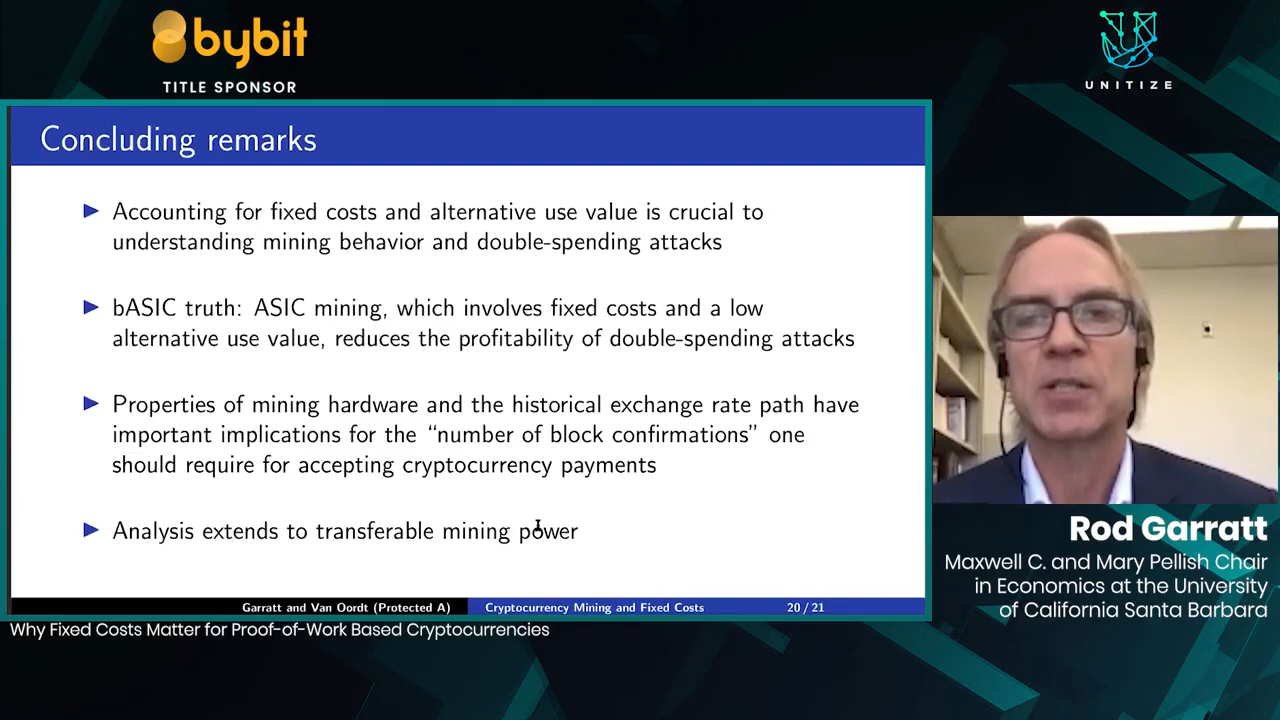 bybit
TITLE SPONSOR
UNITIZE
Concluding remarks
Accounting for fixed costs and alternative use value is crucial to
understanding mining behavior and double-spending attacks
bASIC truth: ASIC mining, which involves fixed costs and a low
alternative use value, reduces the profitability of double-spending attacks
Properties of mining hardware and the historical exchange rate path have
important implications for the “number of block confirmations” one
should require for accepting cryptocurrency payments
Analysis extends to transferable mining power
Garratt and Van Oordt (Protected A)
Cryptocurrency Mining and Fixed Costs
20 / 21
Why Fixed Costs Matter for Proof-of-Work Based Cryptocurrencies
Rod Garratt
Maxwell C. and Mary Pellish Chair
in Economics at the University
of California Santa Barbara